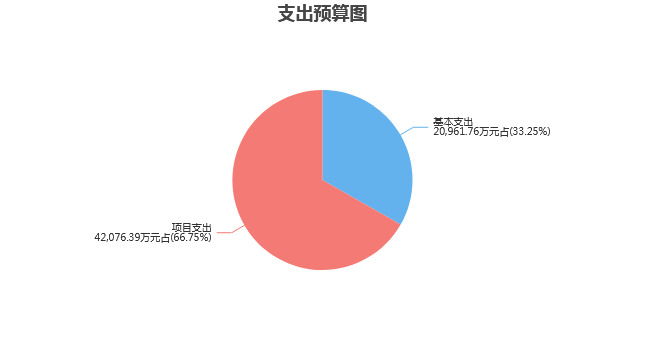 支出预算图
基本支出
20,961.76万元占(33.25%)
项目支出
42,076.39万元占(66.75%)